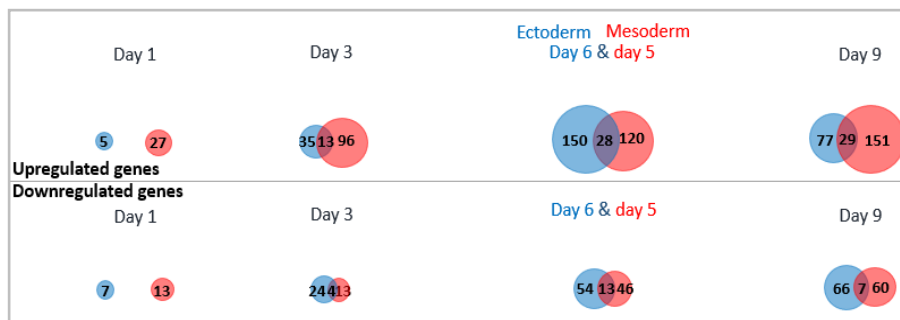 Ectoderm Mesoderm
Day 1 Day 3 Day 6 & day 5 Day 9
5 27 35 13 96 150 28 120 77 29 151
Upregulated genes
Downregulated genes
Day 1 Day 3 Day 6 & day 5 Day 9
7 13 24 4 13 54 13 46 66 7 60